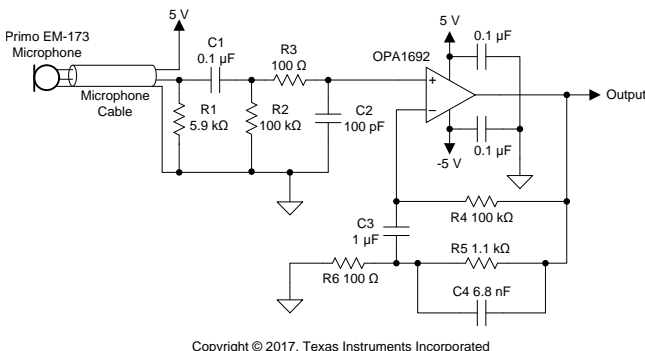 Primo EM-173
Microphone
Microphone
Cable
5 V
C1
0.1 µF
R1
5.9 kΩ
R2
100 kΩ
R3
100 Ω
C2
100 pF
OPA1692
+
−
5 V
0.1 µF
-5 V
0.1 µF
Output
R4 100 kΩ
C3
1 µF
R5 1.1 kΩ
R6 100 Ω
C4 6.8 nF
Copyright © 2017, Texas Instruments Incorporated